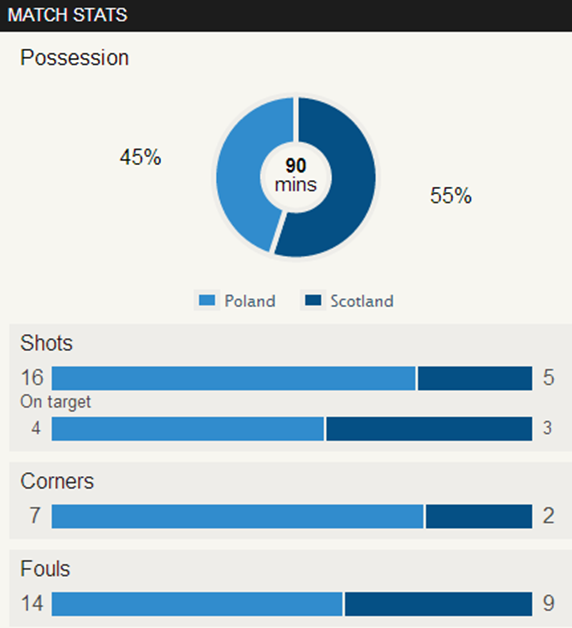 MATCH STATS
Possession
45%
90
mins
55%
Poland Scotland
Shots
16 5
On target
4 3
Corners
7 2
Fouls
14 9